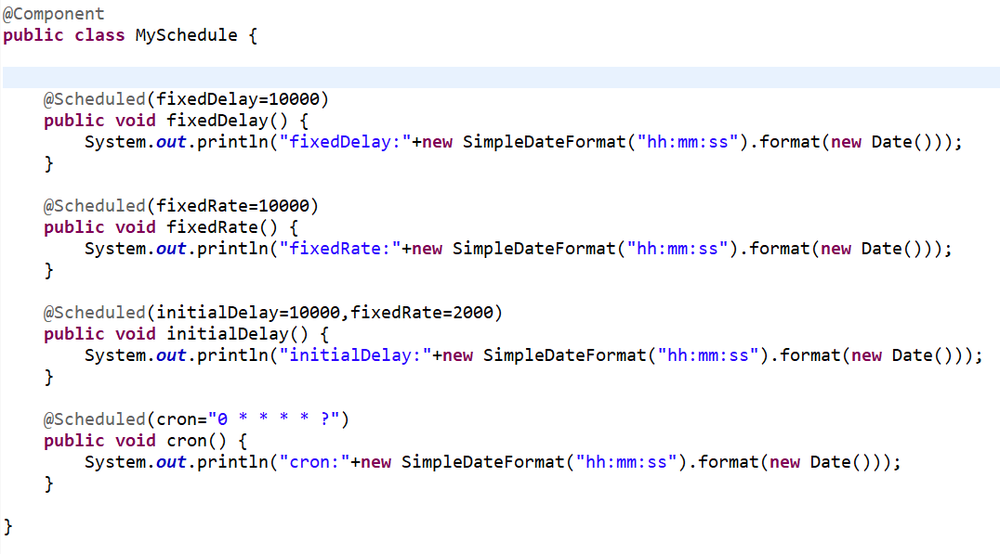 @Component
public class MySchedule {
@Scheduled(fixedDelay=10000)
public void fixedDelay() {
System.out.println("fixedDelay:"+new SimpleDateFormat("hh:mm:ss").format(new Date()));
}
@Scheduled(fixedRate=10000)
public void fixedRate() {
System.out.println("fixedRate:"+new SimpleDateFormat("hh:mm:ss").format(new Date()));
}
@Scheduled(initialDelay=10000,fixedRate=2000)
public void initialDelay() {
System.out.println("initialDelay:"+new SimpleDateFormat("hh:mm:ss").format(new Date()));
}
@Scheduled(cron="0 * * * * ?")
public void cron() {
System.out.println("cron:"+new SimpleDateFormat("hh:mm:ss").format(new Date()));
}
}